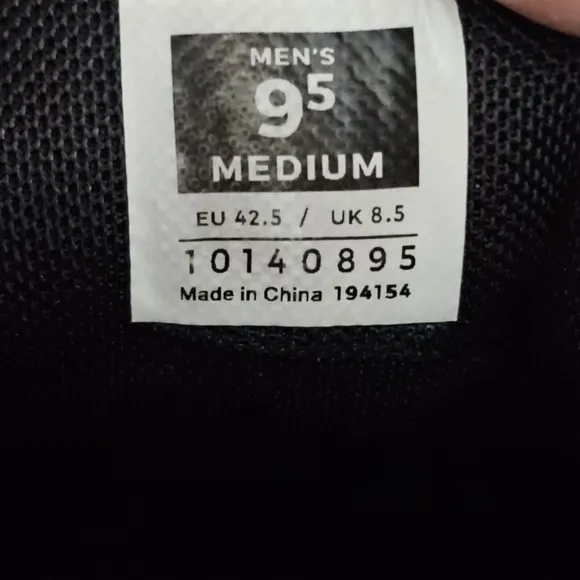 MEN'S
9⁵
MEDIUM
EU 42.5 / UK 8.5
10140895
Made in China 194154